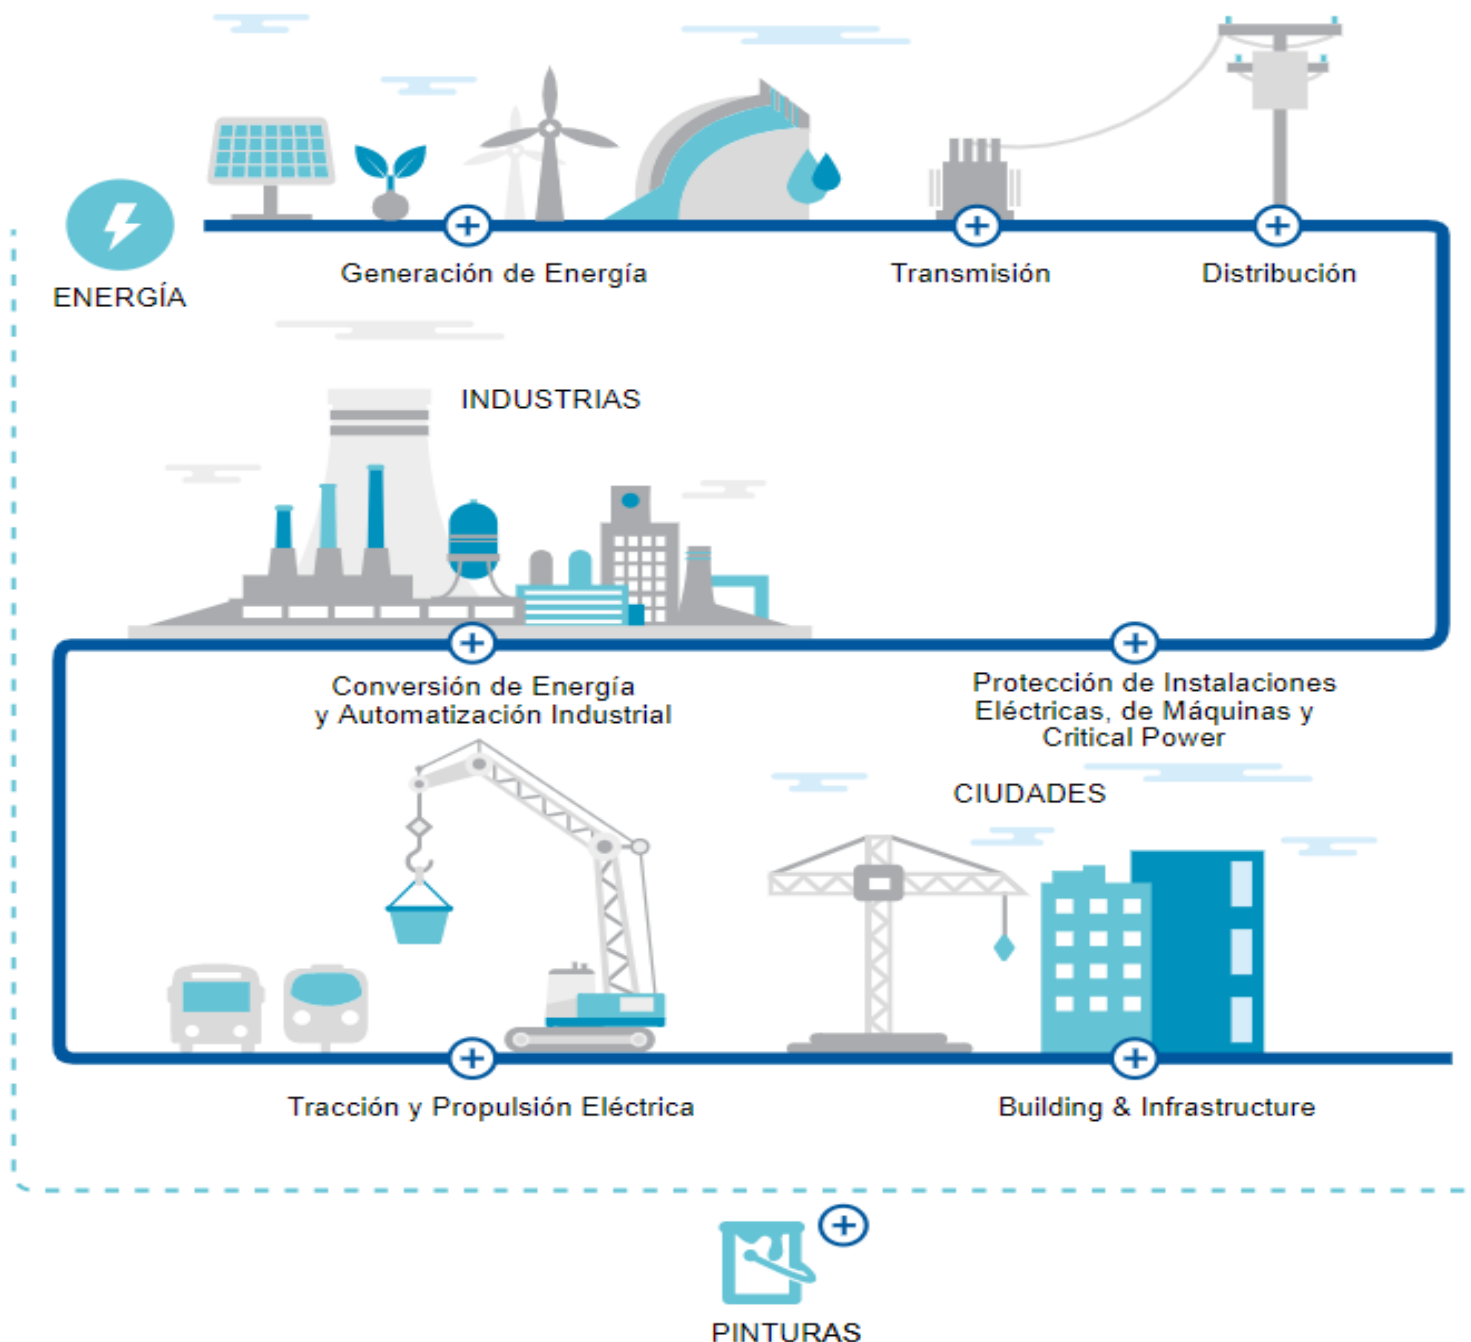 ENERGÍA
Generación de Energía
Transmisión
Distribución
INDUSTRIAS
Conversión de Energía
y Automatización Industrial
Protección de Instalaciones
Eléctricas, de Máquinas y
Critical Power
CIUDADES
Tracción y Propulsión Eléctrica
Building & Infrastructure
PINTURAS